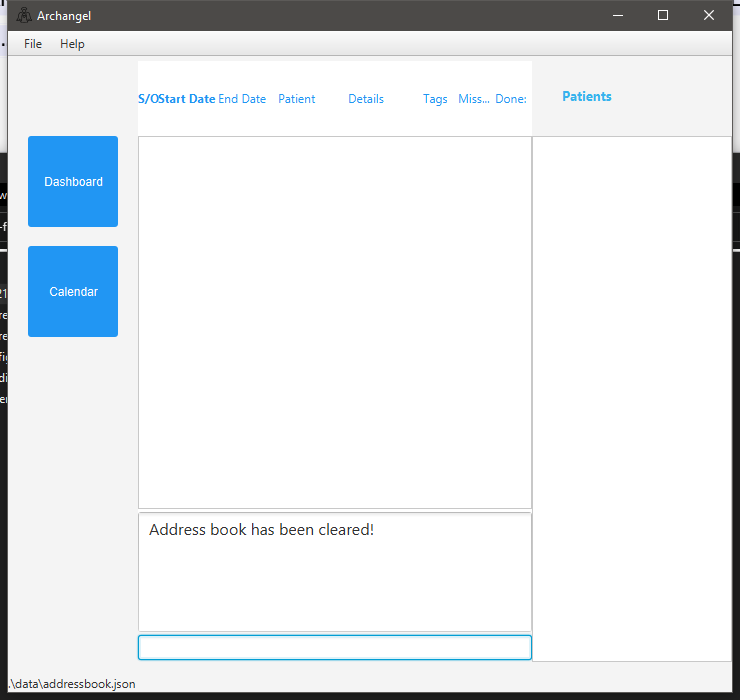 Archangel
File Help
S/OStart Date End Date Patient Details Tags Miss... Done:
Patients
Dashboard
Calendar
Address book has been cleared!
.\data\addressbook.json